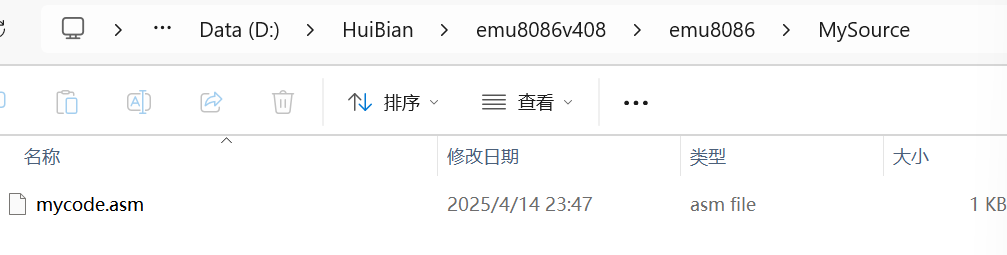 Data (D:) HuiBian emu8086v408 emu8086 MySource
排序 查看
名称 修改日期 类型 大小
mycode.asm 2025/4/14 23:47 asm file 1 KB